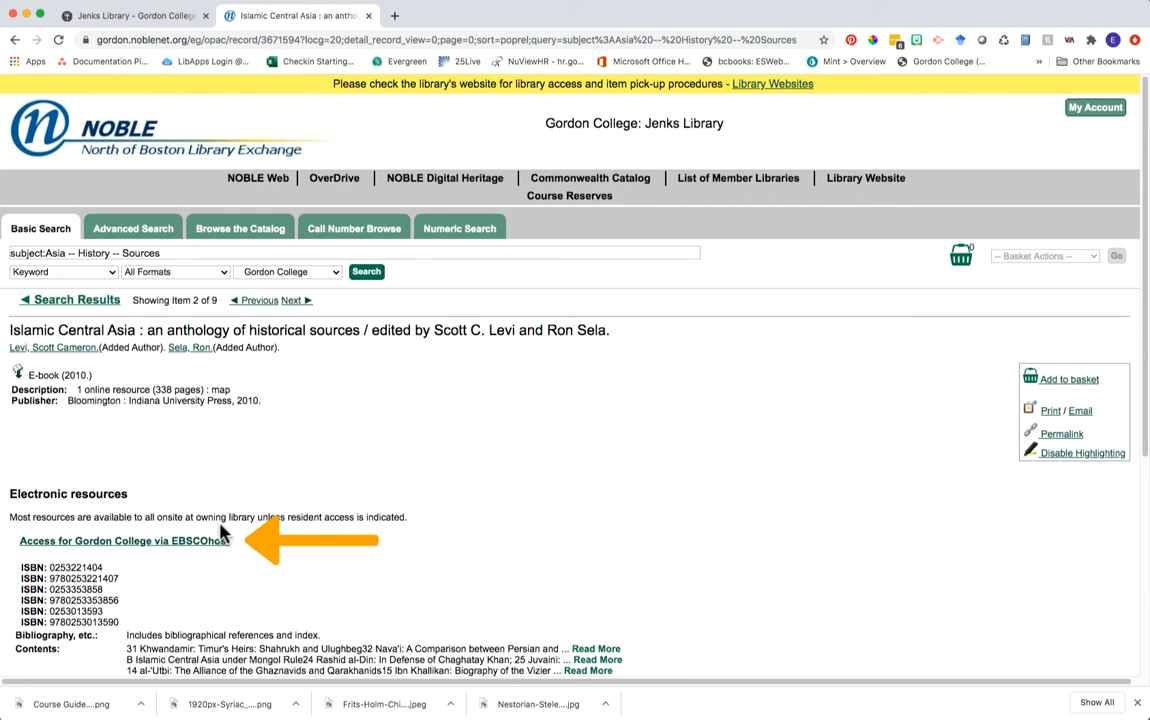 Jenks Library - Gordon Colleg
Islamic Central Asia : an antho
gordon.noblenet.org/eg/opac/record/3671594?locg=20;detail_record_view=0;page=0;sort=poprel;query=subject%3AAsia%20--%20History%20--%20Sources
Apps Documentation Pi... LibApps Login @... Checkin Starting... Evergreen 25Live NuViewHR - hr.go... Microsoft Office H... bcbooks: ESWeb... Mint > Overview Gordon College (... » Other Bookmarks
Please check the library's website for library access and item pick-up procedures - Library Websites
My Account
Gordon College: Jenks Library
NOBLE
North of Boston Library Exchange
NOBLE Web OverDrive NOBLE Digital Heritage Commonwealth Catalog List of Member Libraries Library Website
Course Reserves
Basic Search Advanced Search Browse the Catalog Call Number Browse Numeric Search
subject:Asia -- History -- Sources
0
-- Basket Actions -- Go
Keyword All Formats Gordon College Search
◄ Search Results Showing Item 2 of 9 ◄ Previous Next ►
Islamic Central Asia : an anthology of historical sources / edited by Scott C. Levi and Ron Sela.
Levi, Scott Cameron.(Added Author). Sela, Ron.(Added Author).
E-book (2010.)
Description: 1 online resource (338 pages) : map
Publisher: Bloomington : Indiana University Press, 2010.
Add to basket
Print / Email
Permalink
Disable Highlighting
Electronic resources
Most resources are available to all onsite at owning library unless resident access is indicated.
Access for Gordon College via EBSCOhost
ISBN: 0253221404
ISBN: 9780253221407
ISBN: 0253353858
ISBN: 9780253353856
ISBN: 0253013593
ISBN: 9780253013590
Bibliography, etc.: Includes bibliographical references and index.
Contents: 31 Khwandamir: Timur's Heirs: Shahrukh and Ulughbeg32 Nava'i: A Comparison between Persian and ... Read More
B Islamic Central Asia under Mongol Rule24 Rashid al-Din: In Defense of Chaghatay Khan; 25 Juvaini: ... Read More
14 al-'Utbi: The Alliance of the Ghaznavids and Qarakhanids15 Ibn Khallikan: Biography of the Vizier ... Read More
Course Guide....png 1920px-Syriac_....png Frits-Holm-Chi....jpeg Nestorian-Stele....jpg Show All